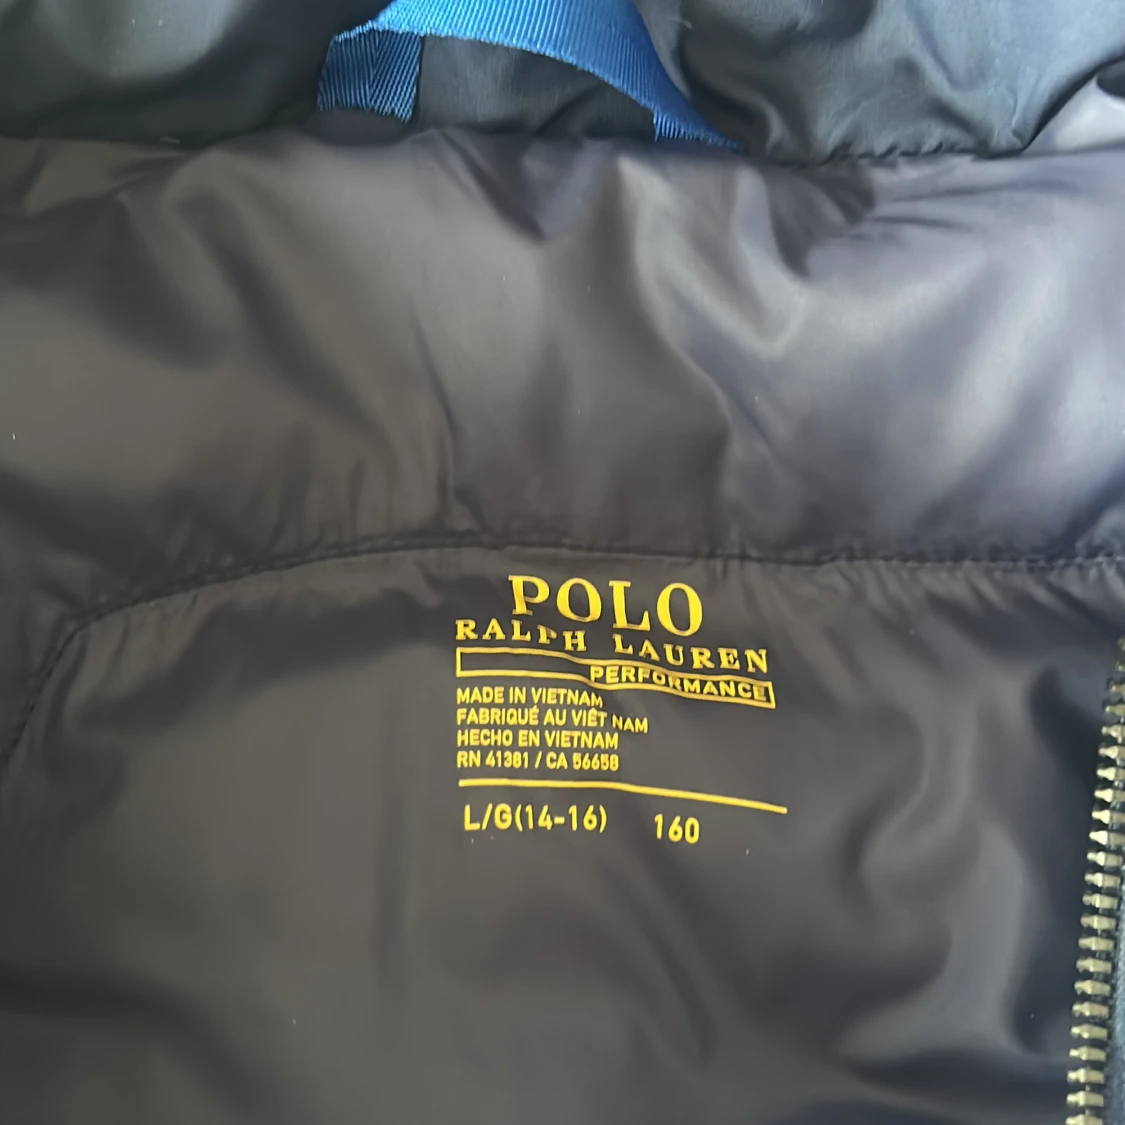 POLO
RALPH LAUREN
PERFORMANCE
MADE IN VIETNAM
FABRIQUÉ AU VIÊT NAM
HECHO EN VIETNAM
RN 41381 / CA 56658
L/G(14-16) 160